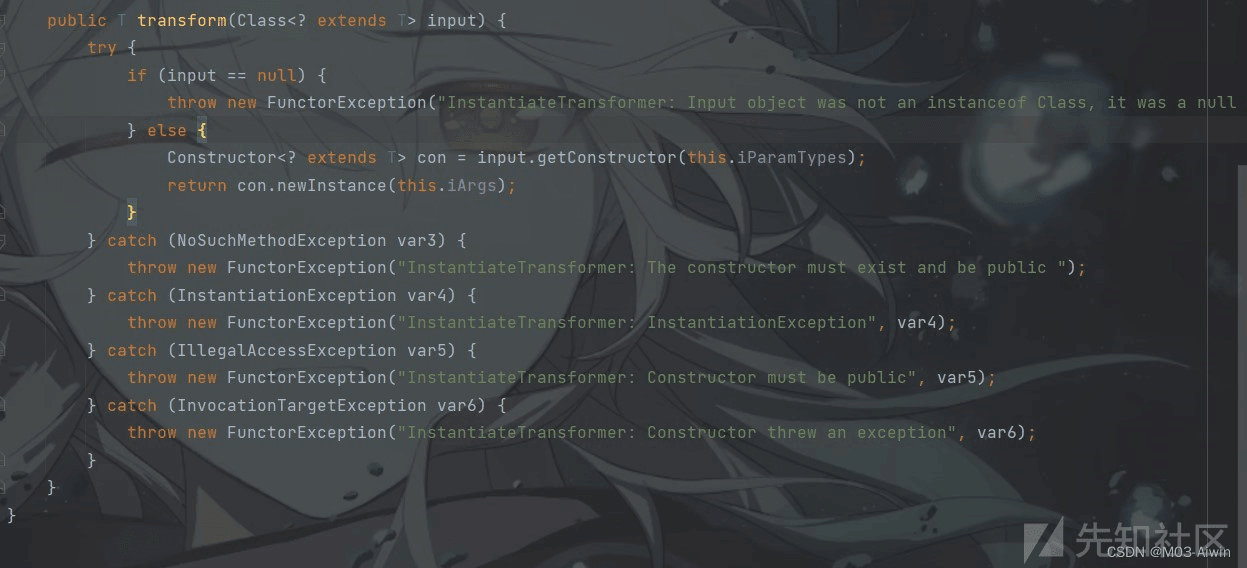 public T transform(Class<? extends T> input) {
try {
if (input == null) {
throw new FunctorException("InstantiateTransformer: Input object was not an instanceof Class, it was a null
} else {
Constructor<? extends T> con = input.getConstructor(this.iParamTypes);
return con.newInstance(this.iArgs);
}
} catch (NoSuchMethodException var3) {
throw new FunctorException("InstantiateTransformer: The constructor must exist and be public ");
} catch (InstantiationException var4) {
throw new FunctorException("InstantiateTransformer: InstantiationException", var4);
} catch (IllegalAccessException var5) {
throw new FunctorException("InstantiateTransformer: Constructor must be public", var5);
} catch (InvocationTargetException var6) {
throw new FunctorException("InstantiateTransformer: Constructor threw an exception", var6);
}
}
}
先知社区
CSDN @M03-Aiwin